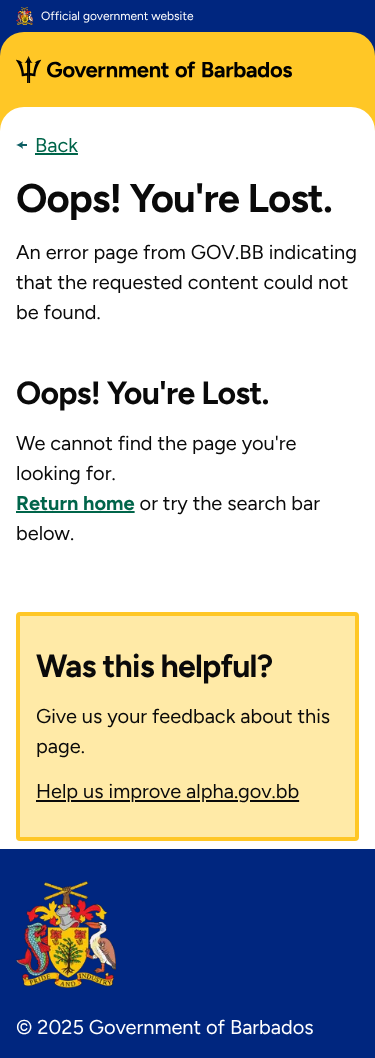 Official government website
Government of Barbados
Back
Oops! You're Lost.
An error page from GOV.BB indicating
that the requested content could not
be found.
Oops! You're Lost.
We cannot find the page you're
looking for.
Return home or try the search bar
below.
Was this helpful?
Give us your feedback about this
page.
Help us improve alpha.gov.bb
PRIDE AND INDUSTRY
© 2025 Government of Barbados